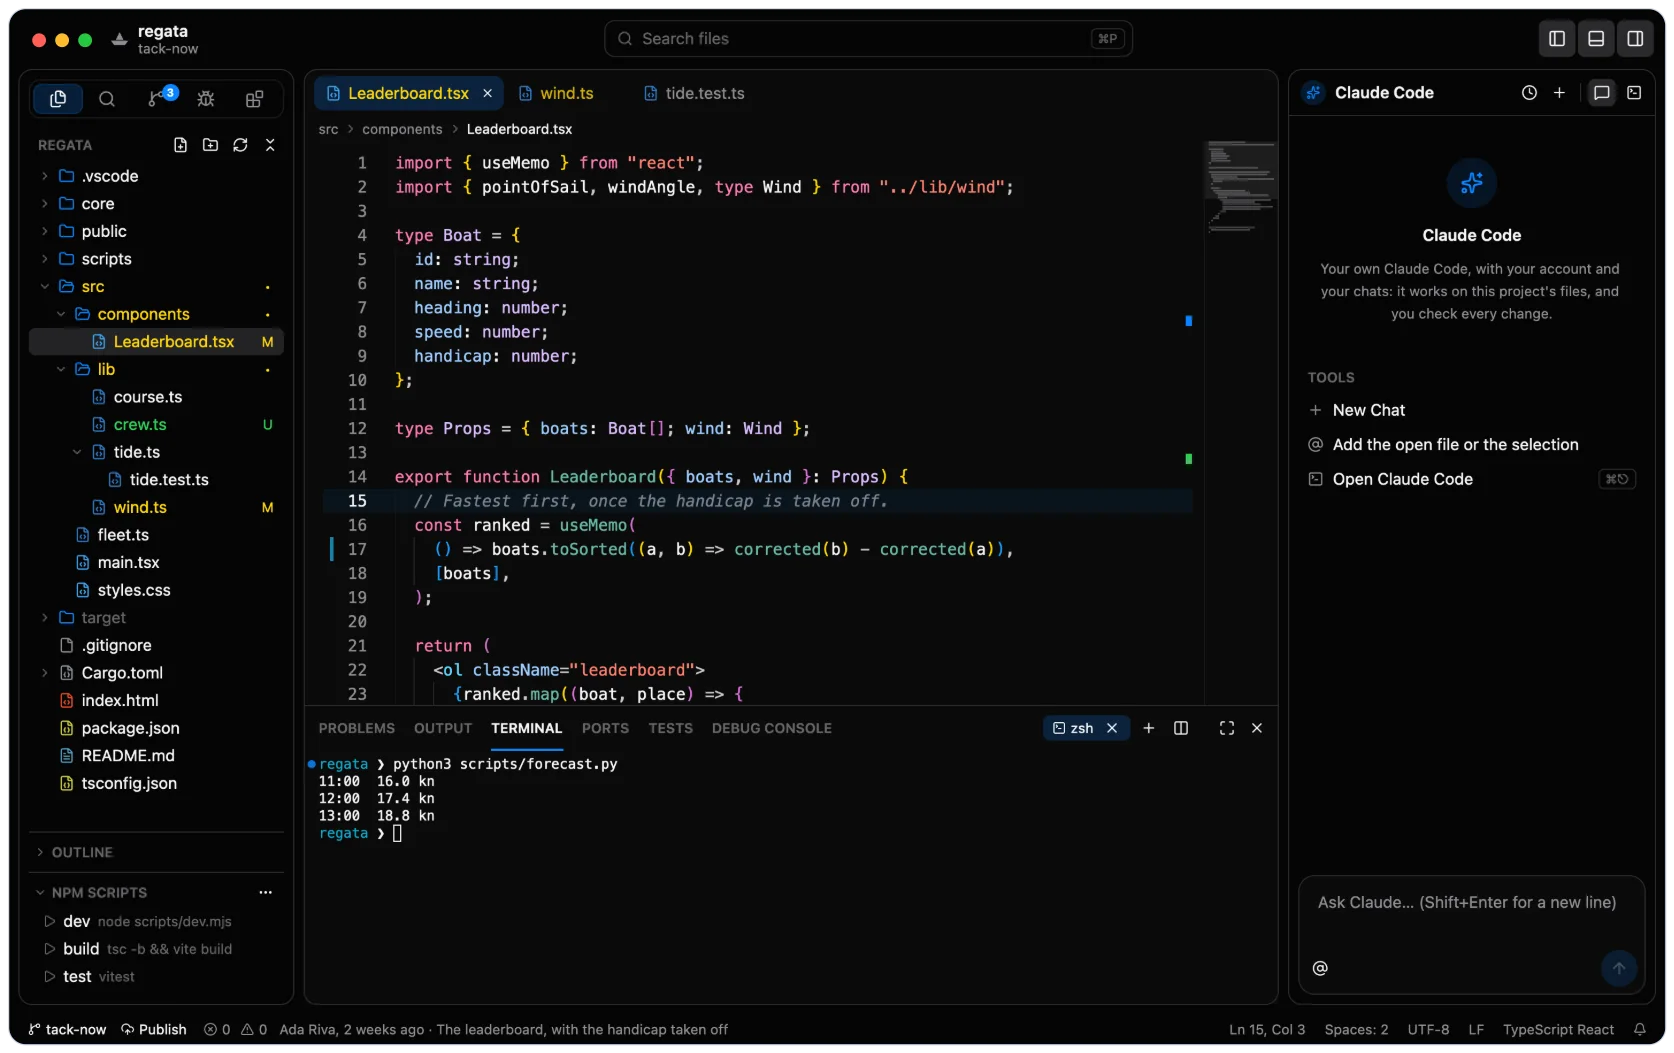 regata
tack-now
Search files
⌘P
3
REGATA
.vscode
core
public
scripts
src
components
Leaderboard.tsx M
lib
course.ts
crew.ts U
tide.ts
tide.test.ts
wind.ts M
fleet.ts
main.tsx
styles.css
target
.gitignore
Cargo.toml
index.html
package.json
README.md
tsconfig.json
OUTLINE
NPM SCRIPTS
dev node scripts/dev.mjs
build tsc -b && vite build
test vitest
Leaderboard.tsx
wind.ts
tide.test.ts
src > components > Leaderboard.tsx
1 import { useMemo } from "react";
2 import { pointOfSail, windAngle, type Wind } from "../lib/wind";
3
4 type Boat = {
5 id: string;
6 name: string;
7 heading: number;
8 speed: number;
9 handicap: number;
10 };
11
12 type Props = { boats: Boat[]; wind: Wind };
13
14 export function Leaderboard({ boats, wind }: Props) {
15 // Fastest first, once the handicap is taken off.
16 const ranked = useMemo(
17 () => boats.toSorted((a, b) => corrected(b) - corrected(a)),
18 [boats],
19 );
20
21 return (
22 <ol className="leaderboard">
23 {ranked.map((boat, place) => {
PROBLEMS OUTPUT TERMINAL PORTS TESTS DEBUG CONSOLE
zsh
regata ❯ python3 scripts/forecast.py
11:00 16.0 kn
12:00 17.4 kn
13:00 18.8 kn
regata ❯
Claude Code
Claude Code
Your own Claude Code, with your account and
your chats: it works on this project's files, and
you check every change.
TOOLS
New Chat
@ Add the open file or the selection
Open Claude Code
Ask Claude... (Shift+Enter for a new line)
@
tack-now Publish 0 0 Ada Riva, 2 weeks ago · The leaderboard, with the handicap taken off
Ln 15, Col 3 Spaces: 2 UTF-8 LF TypeScript React